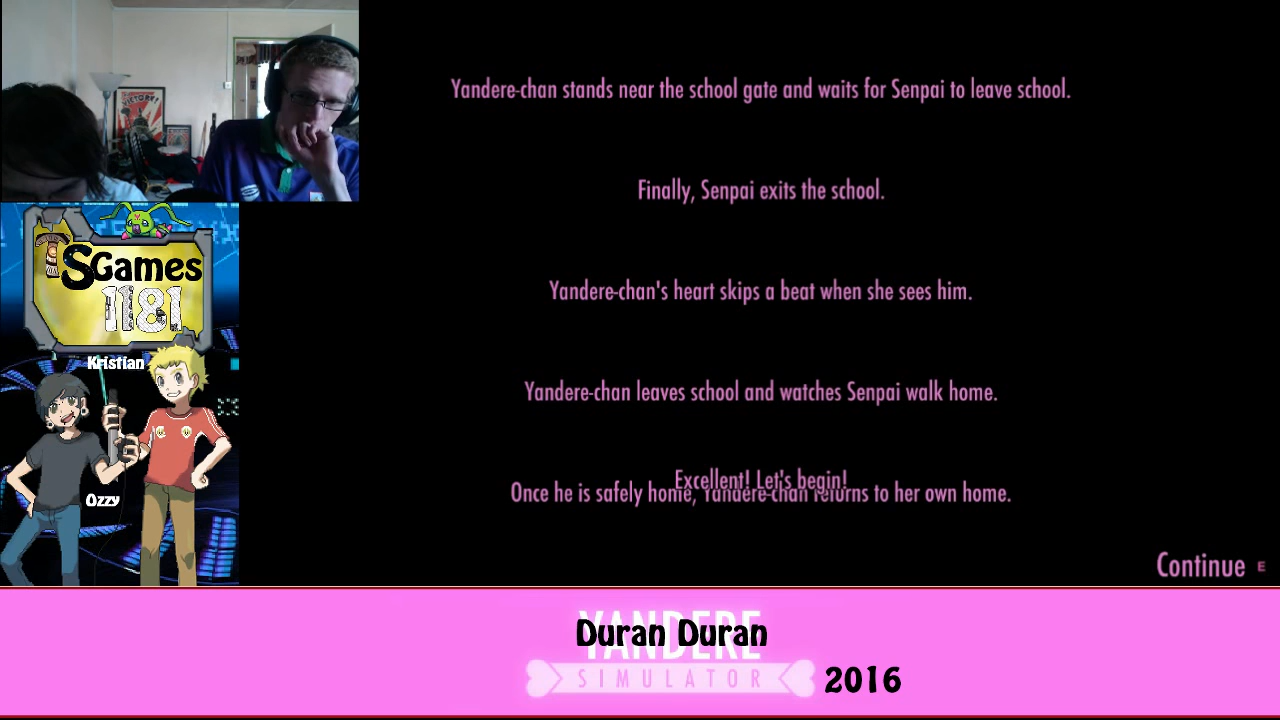 Yandere-chan stands near the school gate and waits for Senpai to leave school.
Finally, Senpai exits the school.
Yandere-chan's heart skips a beat when she sees him.
Yandere-chan leaves school and watches Senpai walk home.
Excellent! Let's begin!
Once he is safely home, Yandere-chan returns to her own home.
Continue E
VICTORY!
TSGames
1181
Kristian
Ozzy
YANDERE
Duran Duran
SIMULATOR
2016